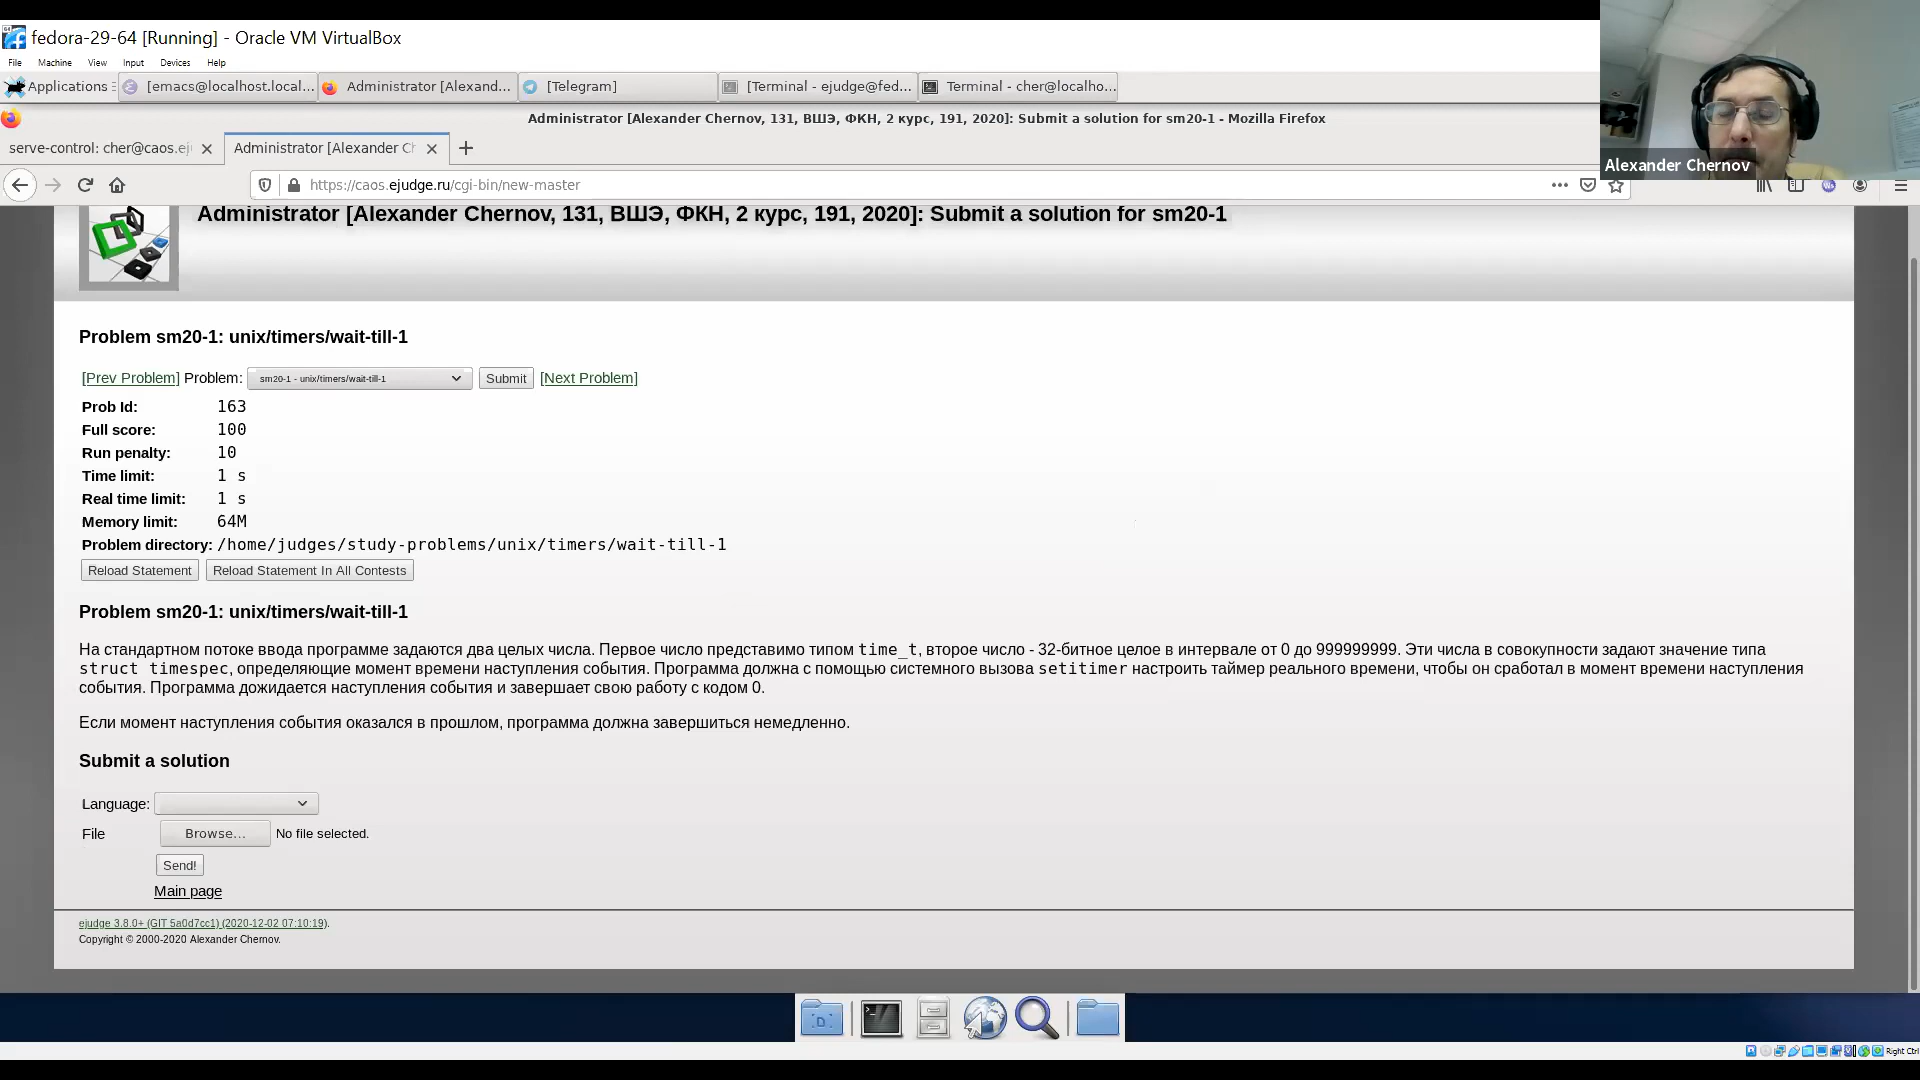 fedora-29-64 [Running] - Oracle VM VirtualBox
File Machine View Input Devices Help
Applications [emacs@localhost.local... Administrator [Alexand... [Telegram] [Terminal - ejudge@fed... Terminal - cher@localho...
Administrator [Alexander Chernov, 131, ВШЭ, ФКН, 2 курс, 191, 2020]: Submit a solution for sm20-1 - Mozilla Firefox
serve-control: cher@caos.ej Administrator [Alexander Ch
Alexander Chernov
https://caos.ejudge.ru/cgi-bin/new-master
Administrator [Alexander Chernov, 131, ВШЭ, ФКН, 2 курс, 191, 2020]: Submit a solution for sm20-1
Problem sm20-1: unix/timers/wait-till-1
[Prev Problem] Problem: sm20-1 - unix/timers/wait-till-1 Submit [Next Problem]
Prob Id: 163
Full score: 100
Run penalty: 10
Time limit: 1 s
Real time limit: 1 s
Memory limit: 64M
Problem directory: /home/judges/study-problems/unix/timers/wait-till-1
Reload Statement Reload Statement In All Contests
Problem sm20-1: unix/timers/wait-till-1
На стандартном потоке ввода программе задаются два целых числа. Первое число представимо типом time_t, второе число - 32-битное целое в интервале от 0 до 999999999. Эти числа в совокупности задают значение типа
struct timespec, определяющие момент времени наступления события. Программа должна с помощью системного вызова setitimer настроить таймер реального времени, чтобы он сработал в момент времени наступления
события. Программа дожидается наступления события и завершает свою работу с кодом 0.
Если момент наступления события оказался в прошлом, программа должна завершиться немедленно.
Submit a solution
Language:
File Browse... No file selected.
Send!
Main page
ejudge 3.8.0+ (GIT 5a0d7cc1) (2020-12-02 07:10:19).
Copyright © 2000-2020 Alexander Chernov.
Right Ctrl